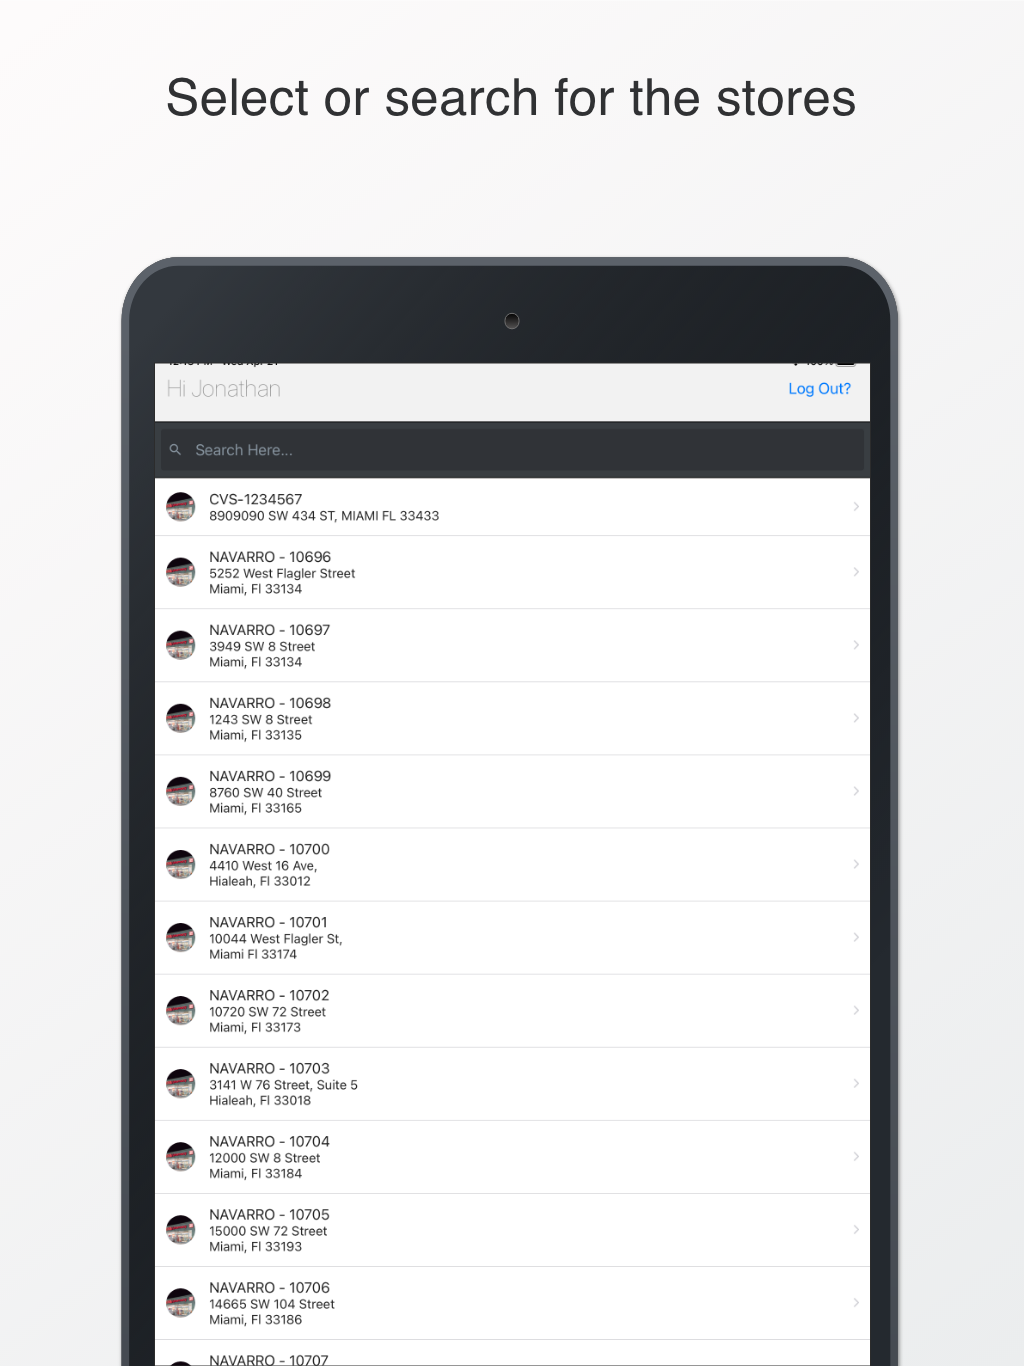 Select or search for the stores
Hi Jonathan
Log Out?
Search Here...
CVS-1234567
8909090 SW 434 ST, MIAMI FL 33433
NAVARRO - 10696
5252 West Flagler Street
Miami, Fl 33134
NAVARRO - 10697
3949 SW 8 Street
Miami, Fl 33134
NAVARRO - 10698
1243 SW 8 Street
Miami, Fl 33135
NAVARRO - 10699
8760 SW 40 Street
Miami, Fl 33165
NAVARRO - 10700
4410 West 16 Ave,
Hialeah, Fl 33012
NAVARRO - 10701
10044 West Flagler St,
Miami Fl 33174
NAVARRO - 10702
10720 SW 72 Street
Miami, Fl 33173
NAVARRO - 10703
3141 W 76 Street, Suite 5
Hialeah, Fl 33018
NAVARRO - 10704
12000 SW 8 Street
Miami, Fl 33184
NAVARRO - 10705
15000 SW 72 Street
Miami, Fl 33193
NAVARRO - 10706
14665 SW 104 Street
Miami, Fl 33186
NAVARRO - 10707